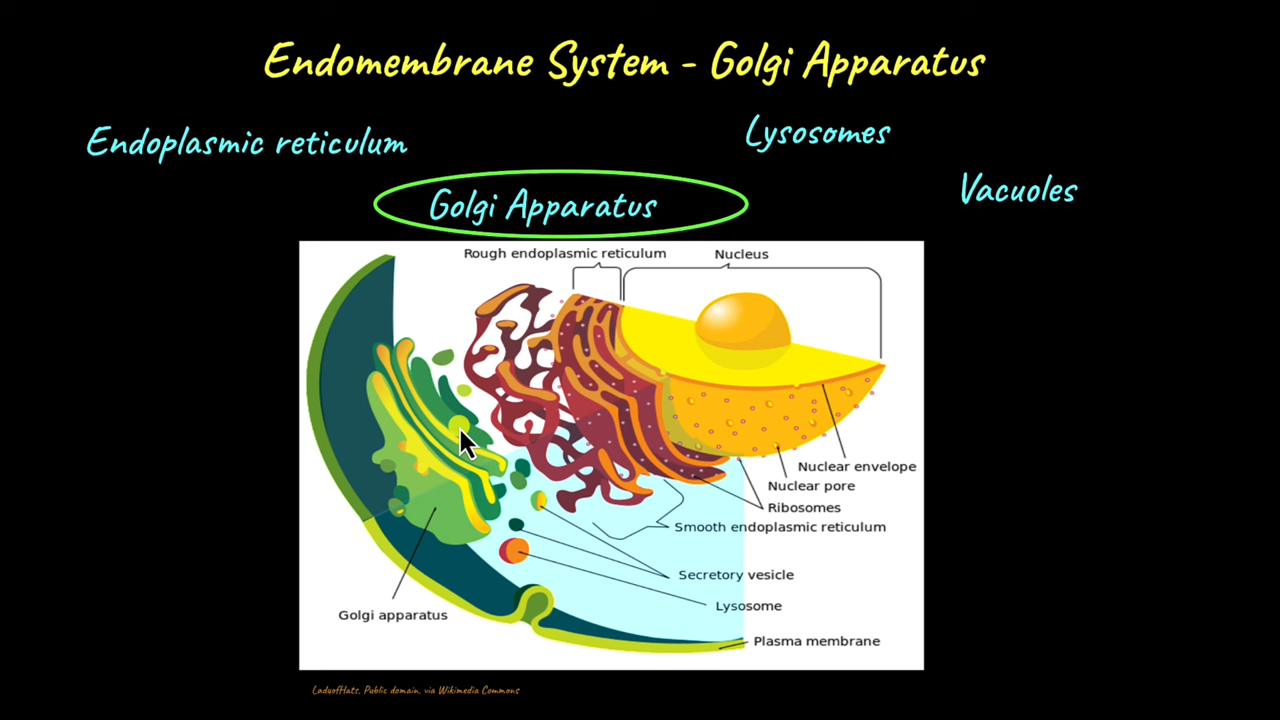 Endomembrane System - Golgi Apparatus
Endoplasmic reticulum
Lysosomes
Vacuoles
Golgi Apparatus
Rough endoplasmic reticulum
Nucleus
Nuclear envelope
Nuclear pore
Ribosomes
Smooth endoplasmic reticulum
Secretory vesicle
Lysosome
Golgi apparatus
Plasma membrane
LadyofHats, Public domain, via Wikimedia Commons